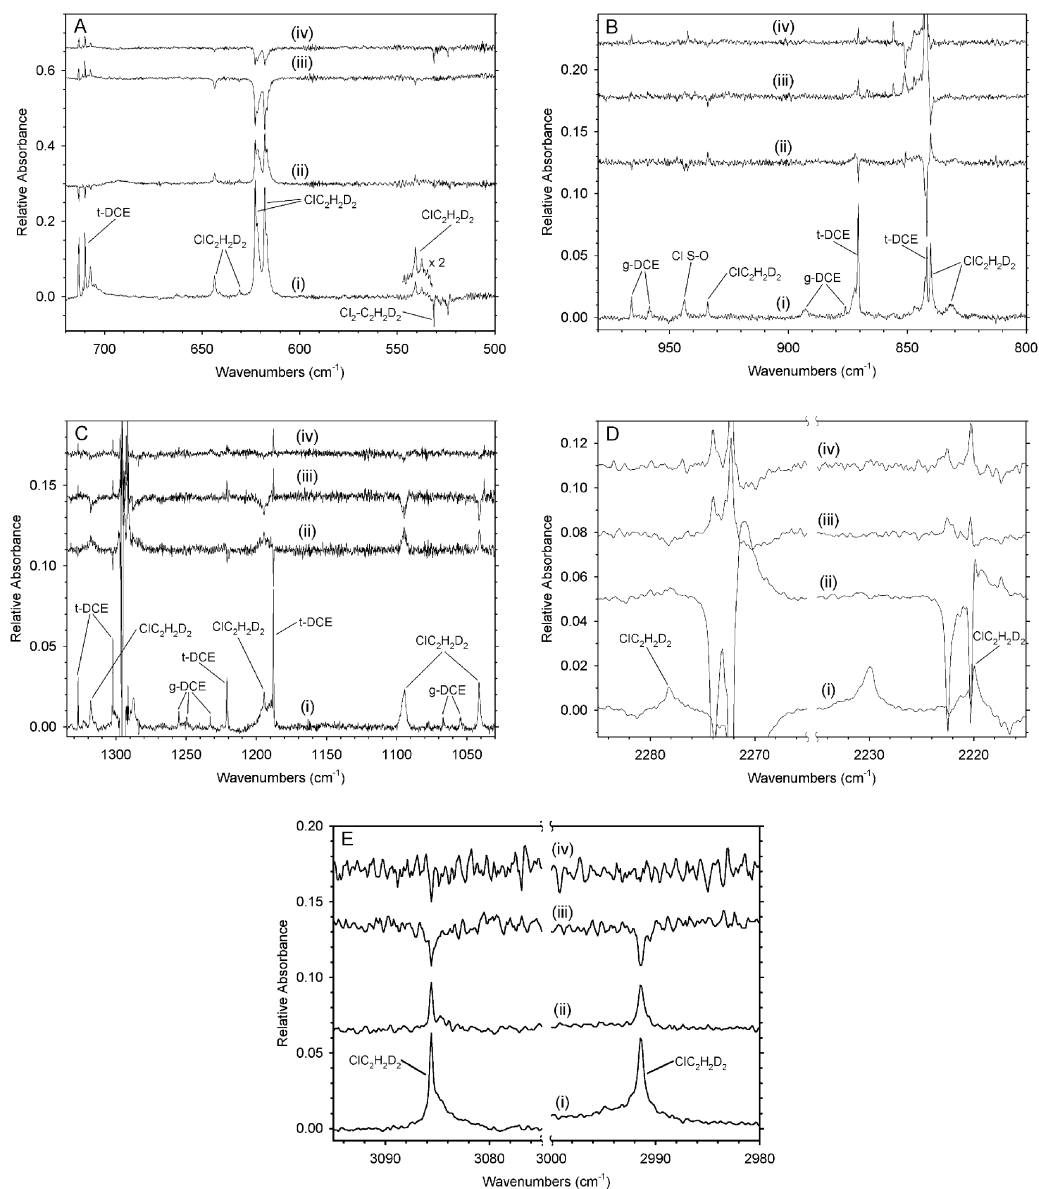 A
(iv)
0.6
(iii)
Relative Absorbance
0.4
(ii)
t-DCE
ClC2H2D2
0.2
ClC2H2D2
ClC2H2D2
x 2
(i)
0.0
Cl2-C2H2D2
700 650 600 550 500
Wavenumbers (cm-1)
B
(iv)
0.20
(iii)
Relative Absorbance
0.15
(ii)
0.10
t-DCE
t-DCE
0.05
g-DCE
Cl S-O
ClC2H2D2
g-DCE
ClC2H2D2
(i)
0.00
950 900 850 800
Wavenumbers (cm-1)
C
(iv)
0.15
(iii)
Relative Absorbance
(ii)
0.10
t-DCE
ClC2H2D2
ClC2H2D2
t-DCE
ClC2H2D2
0.05
t-DCE
g-DCE
g-DCE
(i)
0.00
1300 1250 1200 1150 1100 1050
Wavenumbers (cm-1)
D
0.12
(iv)
0.10
(iii)
0.08
Relative Absorbance
(ii)
0.06
0.04
ClC2H2D2
ClC2H2D2
0.02
(i)
0.00
2280 2270 2230 2220
Wavenumbers (cm-1)
E
0.20
(iv)
0.15
(iii)
Relative Absorbance
0.10
(ii)
0.05
ClC2H2D2
ClC2H2D2
(i)
0.00
3090 3080 3000 2990 2980
Wavenumbers (cm-1)